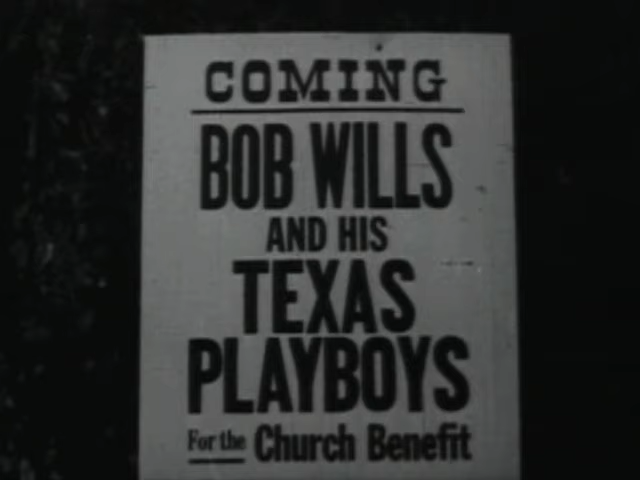 COMING
BOB WILLS
AND HIS
TEXAS
PLAYBOYS
For the Church Benefit